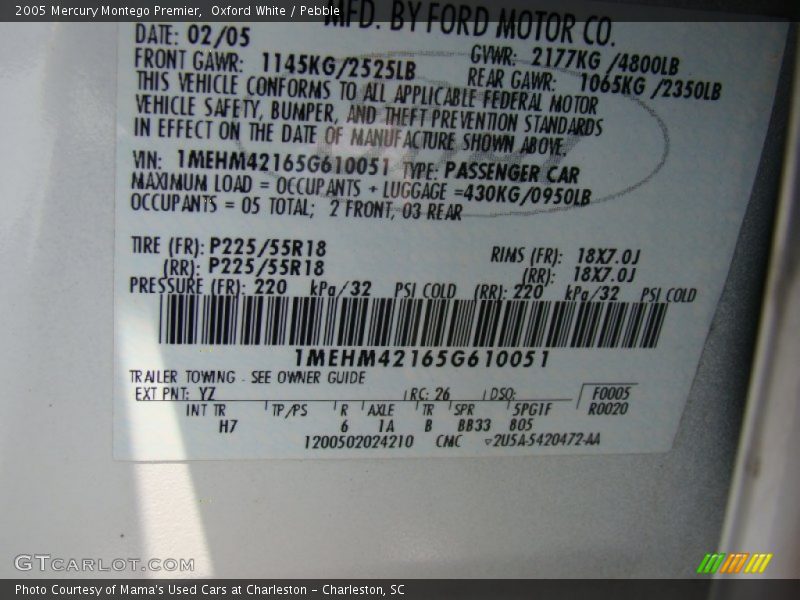 2005 Mercury Montego Premier, Oxford White / Pebble
MFD. BY FORD MOTOR CO.
DATE: 02/05 GVWR: 2177KG /4800LB
FRONT GAWR: 1145KG/2525LB REAR GAWR: 1065KG /2350LB
THIS VEHICLE CONFORMS TO ALL APPLICABLE FEDERAL MOTOR
VEHICLE SAFETY, BUMPER, AND THEFT PREVENTION STANDARDS
IN EFFECT ON THE DATE OF MANUFACTURE SHOWN ABOVE.
VIN: 1MEHM42165G610051 TYPE: PASSENGER CAR
MAXIMUM LOAD = OCCUPANTS + LUGGAGE =430KG/0950LB
OCCUPANTS = 05 TOTAL; 2 FRONT, 03 REAR
TIRE (FR): P225/55R18 RIMS (FR): 18X7.0J
(RR): P225/55R18 (RR): 18X7.0J
PRESSURE (FR): 220 kPa/32 PSI COLD (RR): 220 kPa/32 PSI COLD
1MEHM42165G610051
TRAILER TOWING - SEE OWNER GUIDE
EXT PNT: YZ RC: 26 DSO: F0005
INT TR TP/PS R AXLE TR SPR 5PG1F R0020
H7 6 1A B BB33 805
1200502024210 CMC ▽2U5A-5420472-AA
GTCARLOT.COM
Photo Courtesy of Mama's Used Cars at Charleston - Charleston, SC